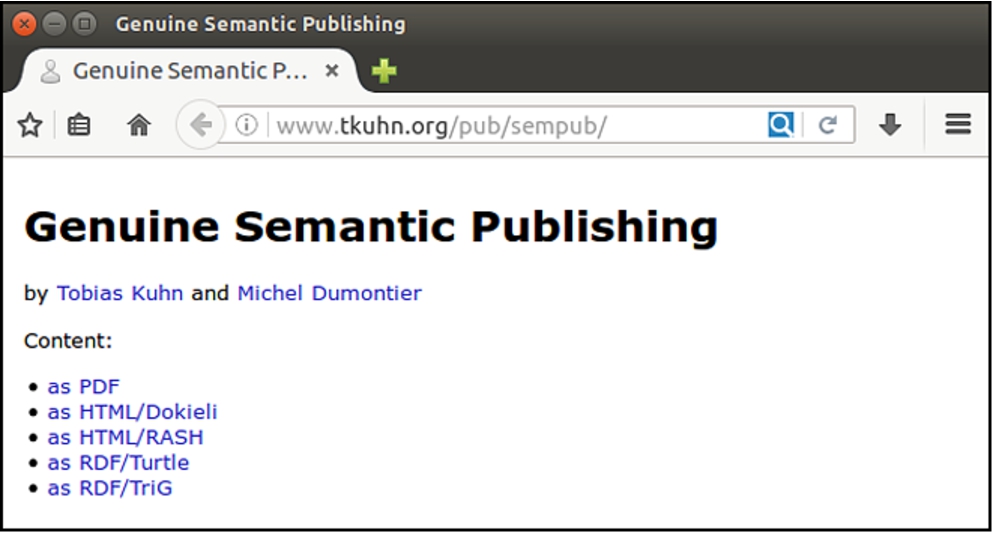 Genuine Semantic Publishing
Genuine Semantic P...
www.tkuhn.org/pub/sempub/
Genuine Semantic Publishing
by Tobias Kuhn and Michel Dumontier
Content:
• as PDF
• as HTML/Dokieli
• as HTML/RASH
• as RDF/Turtle
• as RDF/TriG